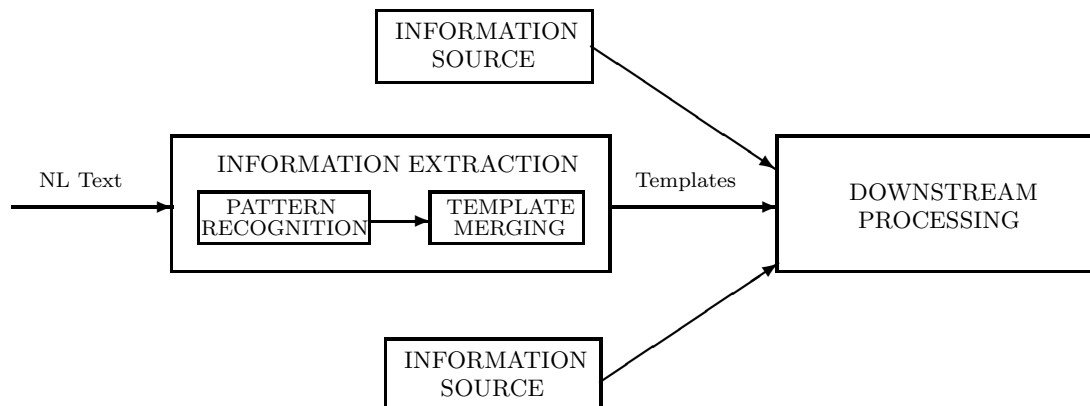 INFORMATION
SOURCE
INFORMATION EXTRACTION
NL Text
PATTERN
RECOGNITION
TEMPLATE
MERGING
Templates
DOWNSTREAM
PROCESSING
INFORMATION
SOURCE